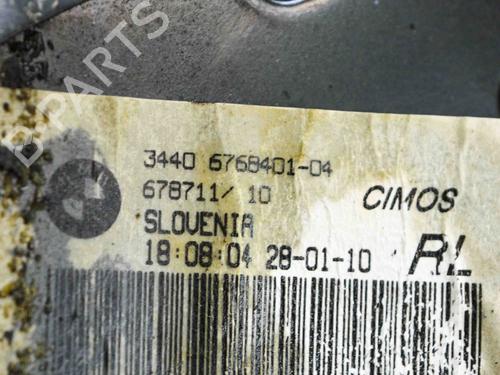 B-PARTS
3440 6768401-04
678711/ 10
CIMOS
SLOVENIA
18:08:04 28-01-10
RL